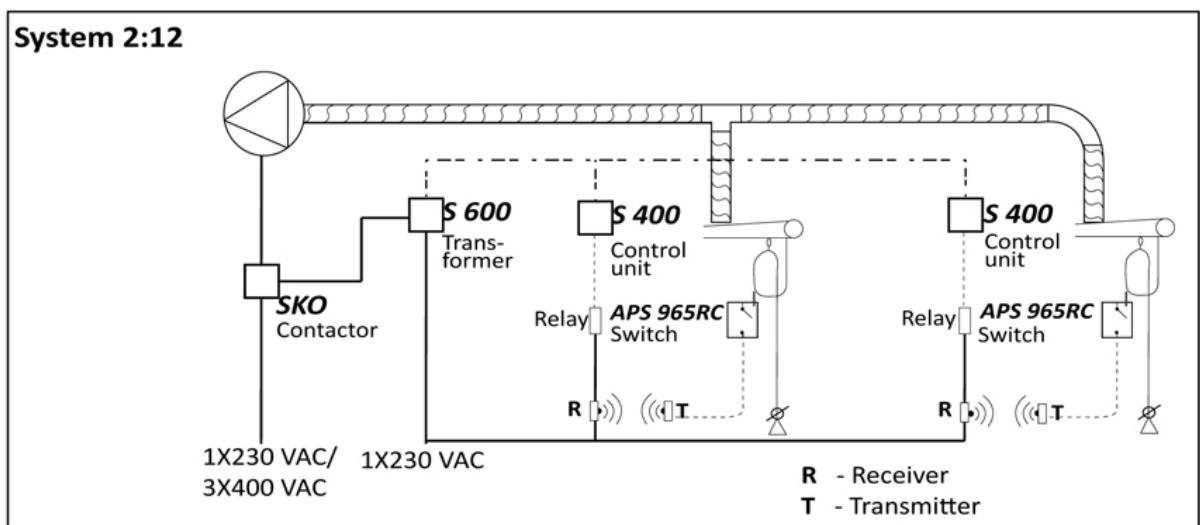 System 2:12
S 600
Trans-
former
S 400
Control
unit
S 400
Control
unit
SKO
Contactor
Relay
APS 965RC
Switch
Relay
APS 965RC
Switch
R
T
R
T
1X230 VAC/
3X400 VAC
1X230 VAC
R - Receiver
T - Transmitter